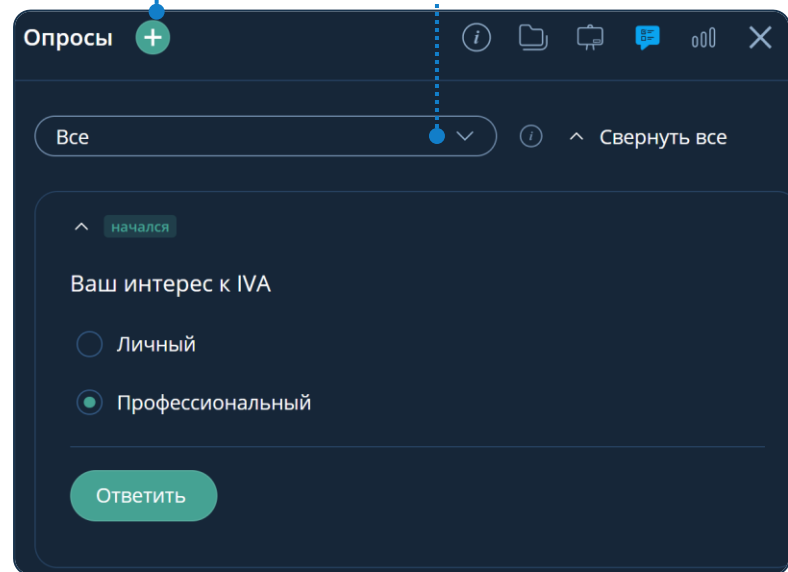 Опросы
Все
Свернуть все
начался
Ваш интерес к IVA
Личный
Профессиональный
Ответить